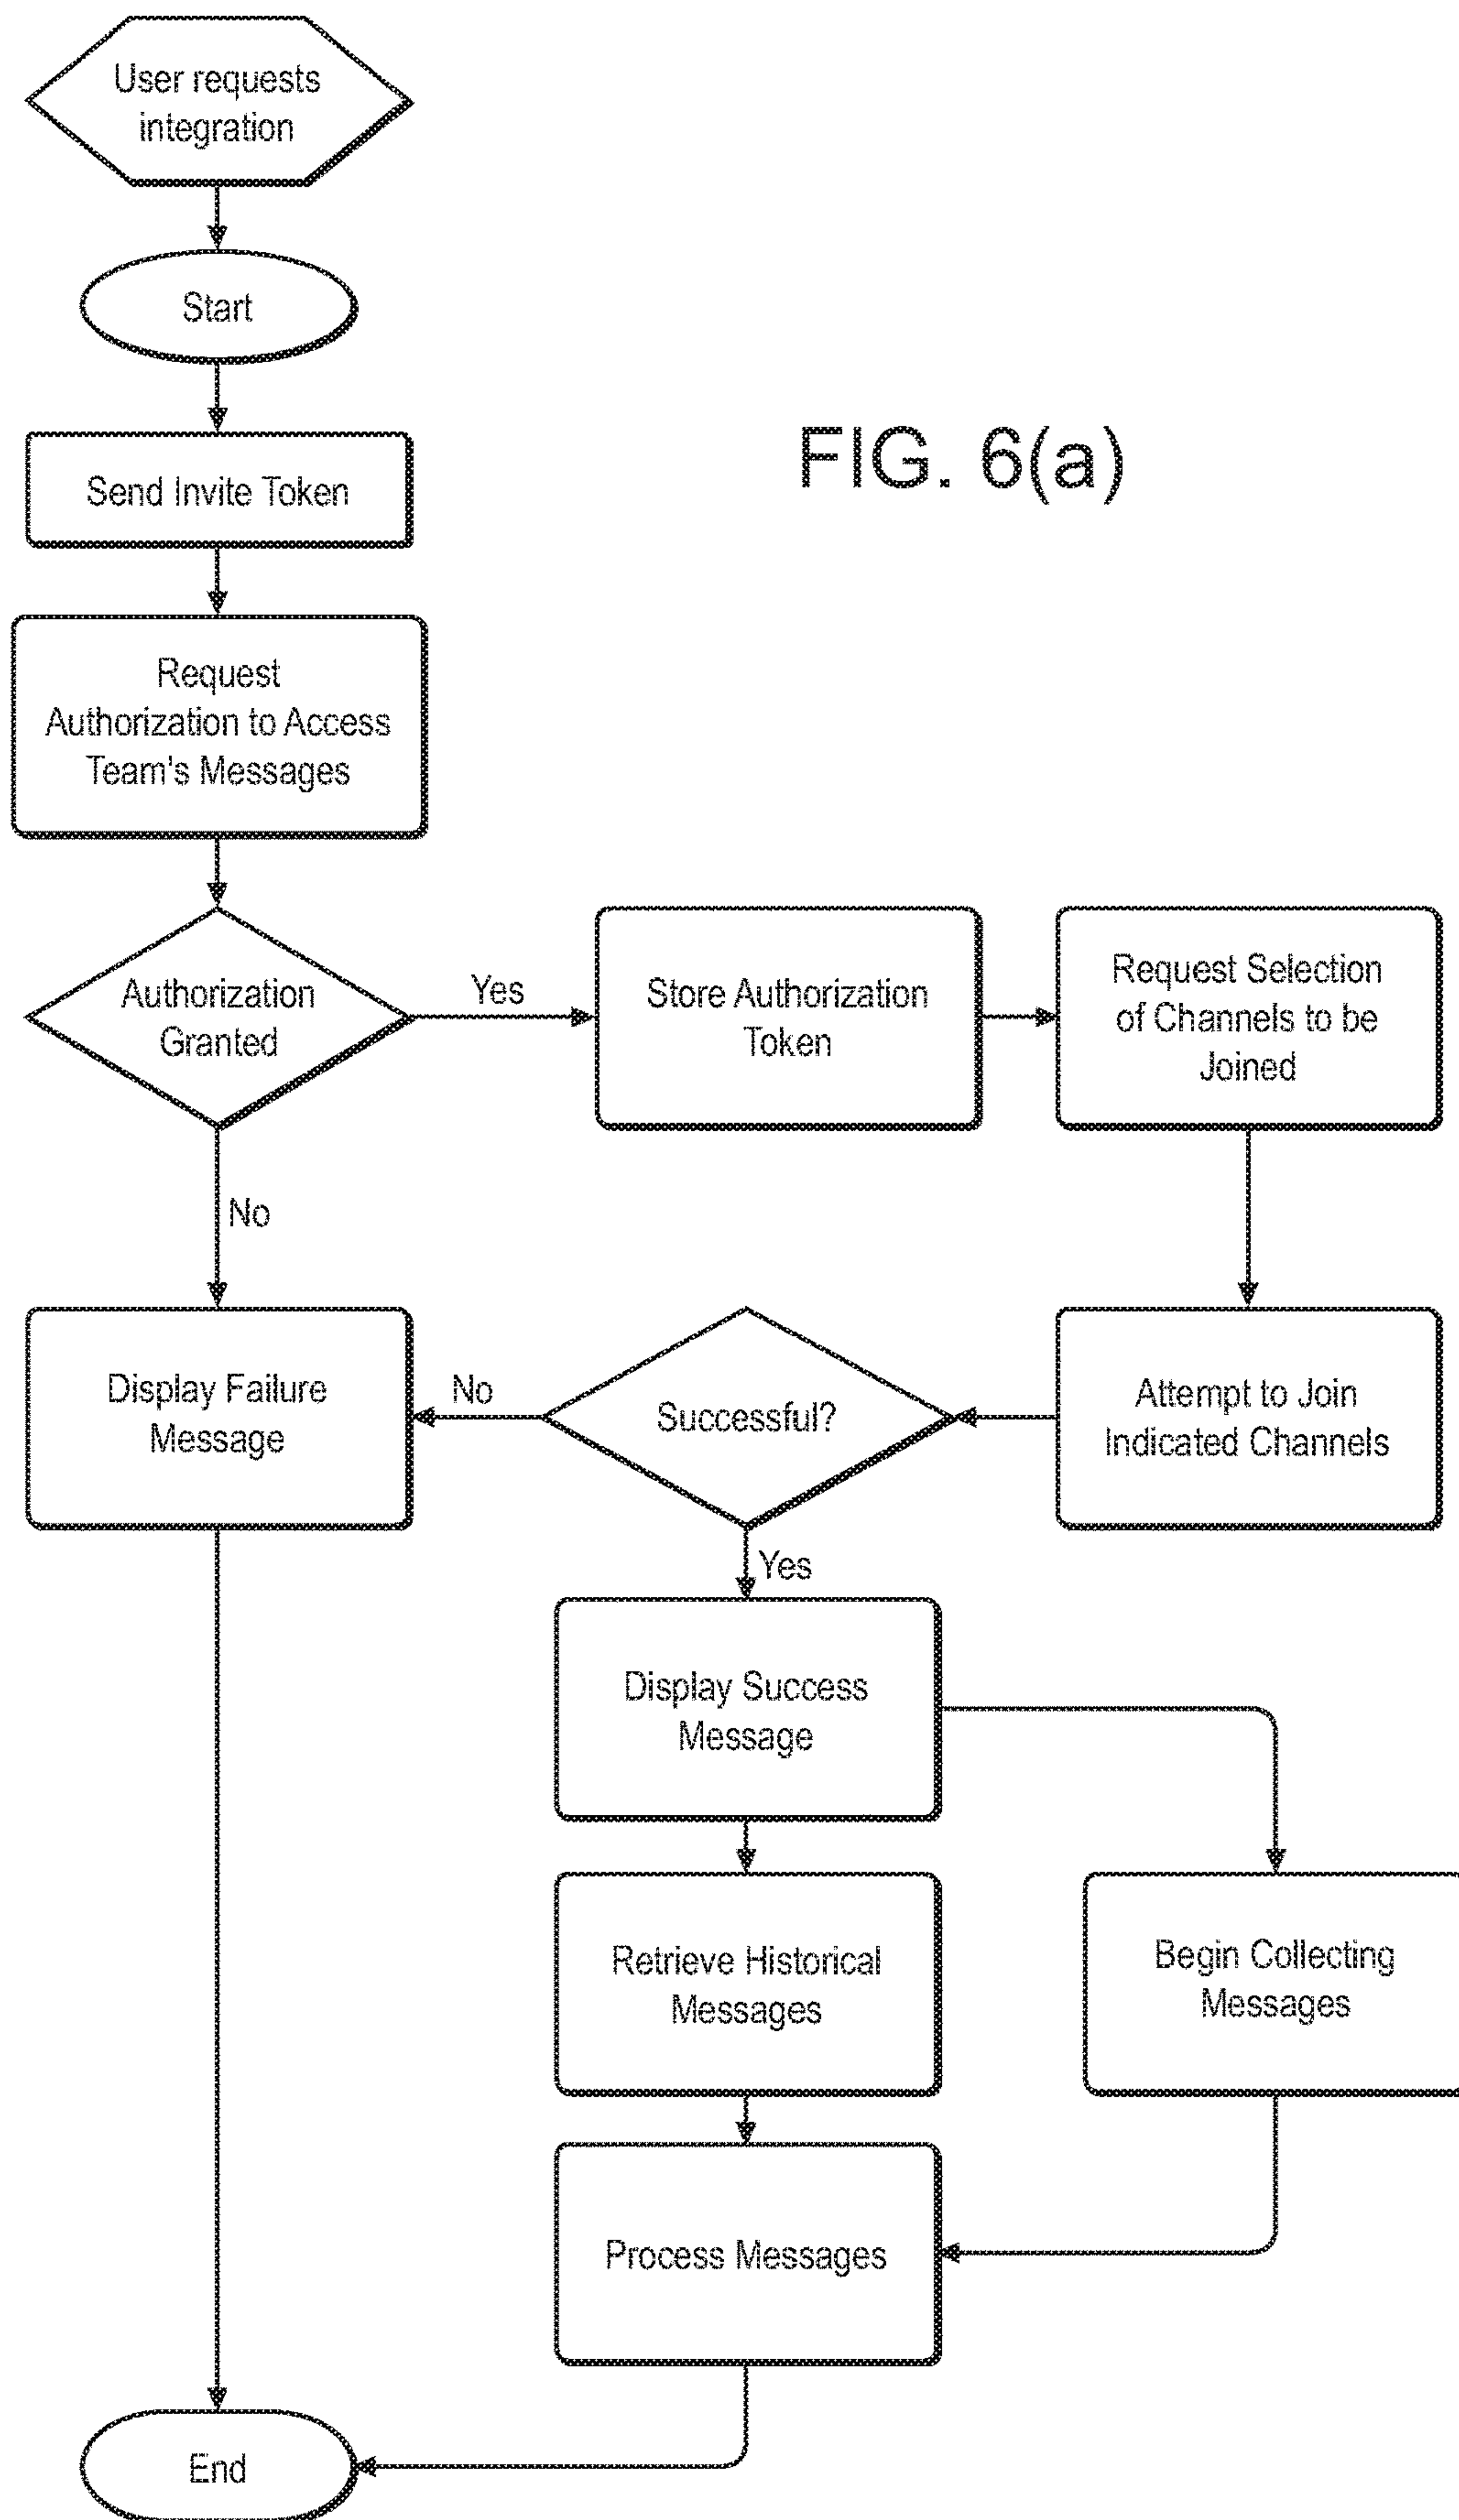 User requests
integration
Start
FIG. 6(a)
Send Invite Token
Request
Authorization to Access
Team's Messages
Authorization
Granted
Yes
Store Authorization
Token
Request Selection
of Channels to be
Joined
No
Display Failure
Message
No
Successful?
Attempt to Join
Indicated Channels
Yes
Display Success
Message
Retrieve Historical
Messages
Begin Collecting
Messages
Process Messages
End